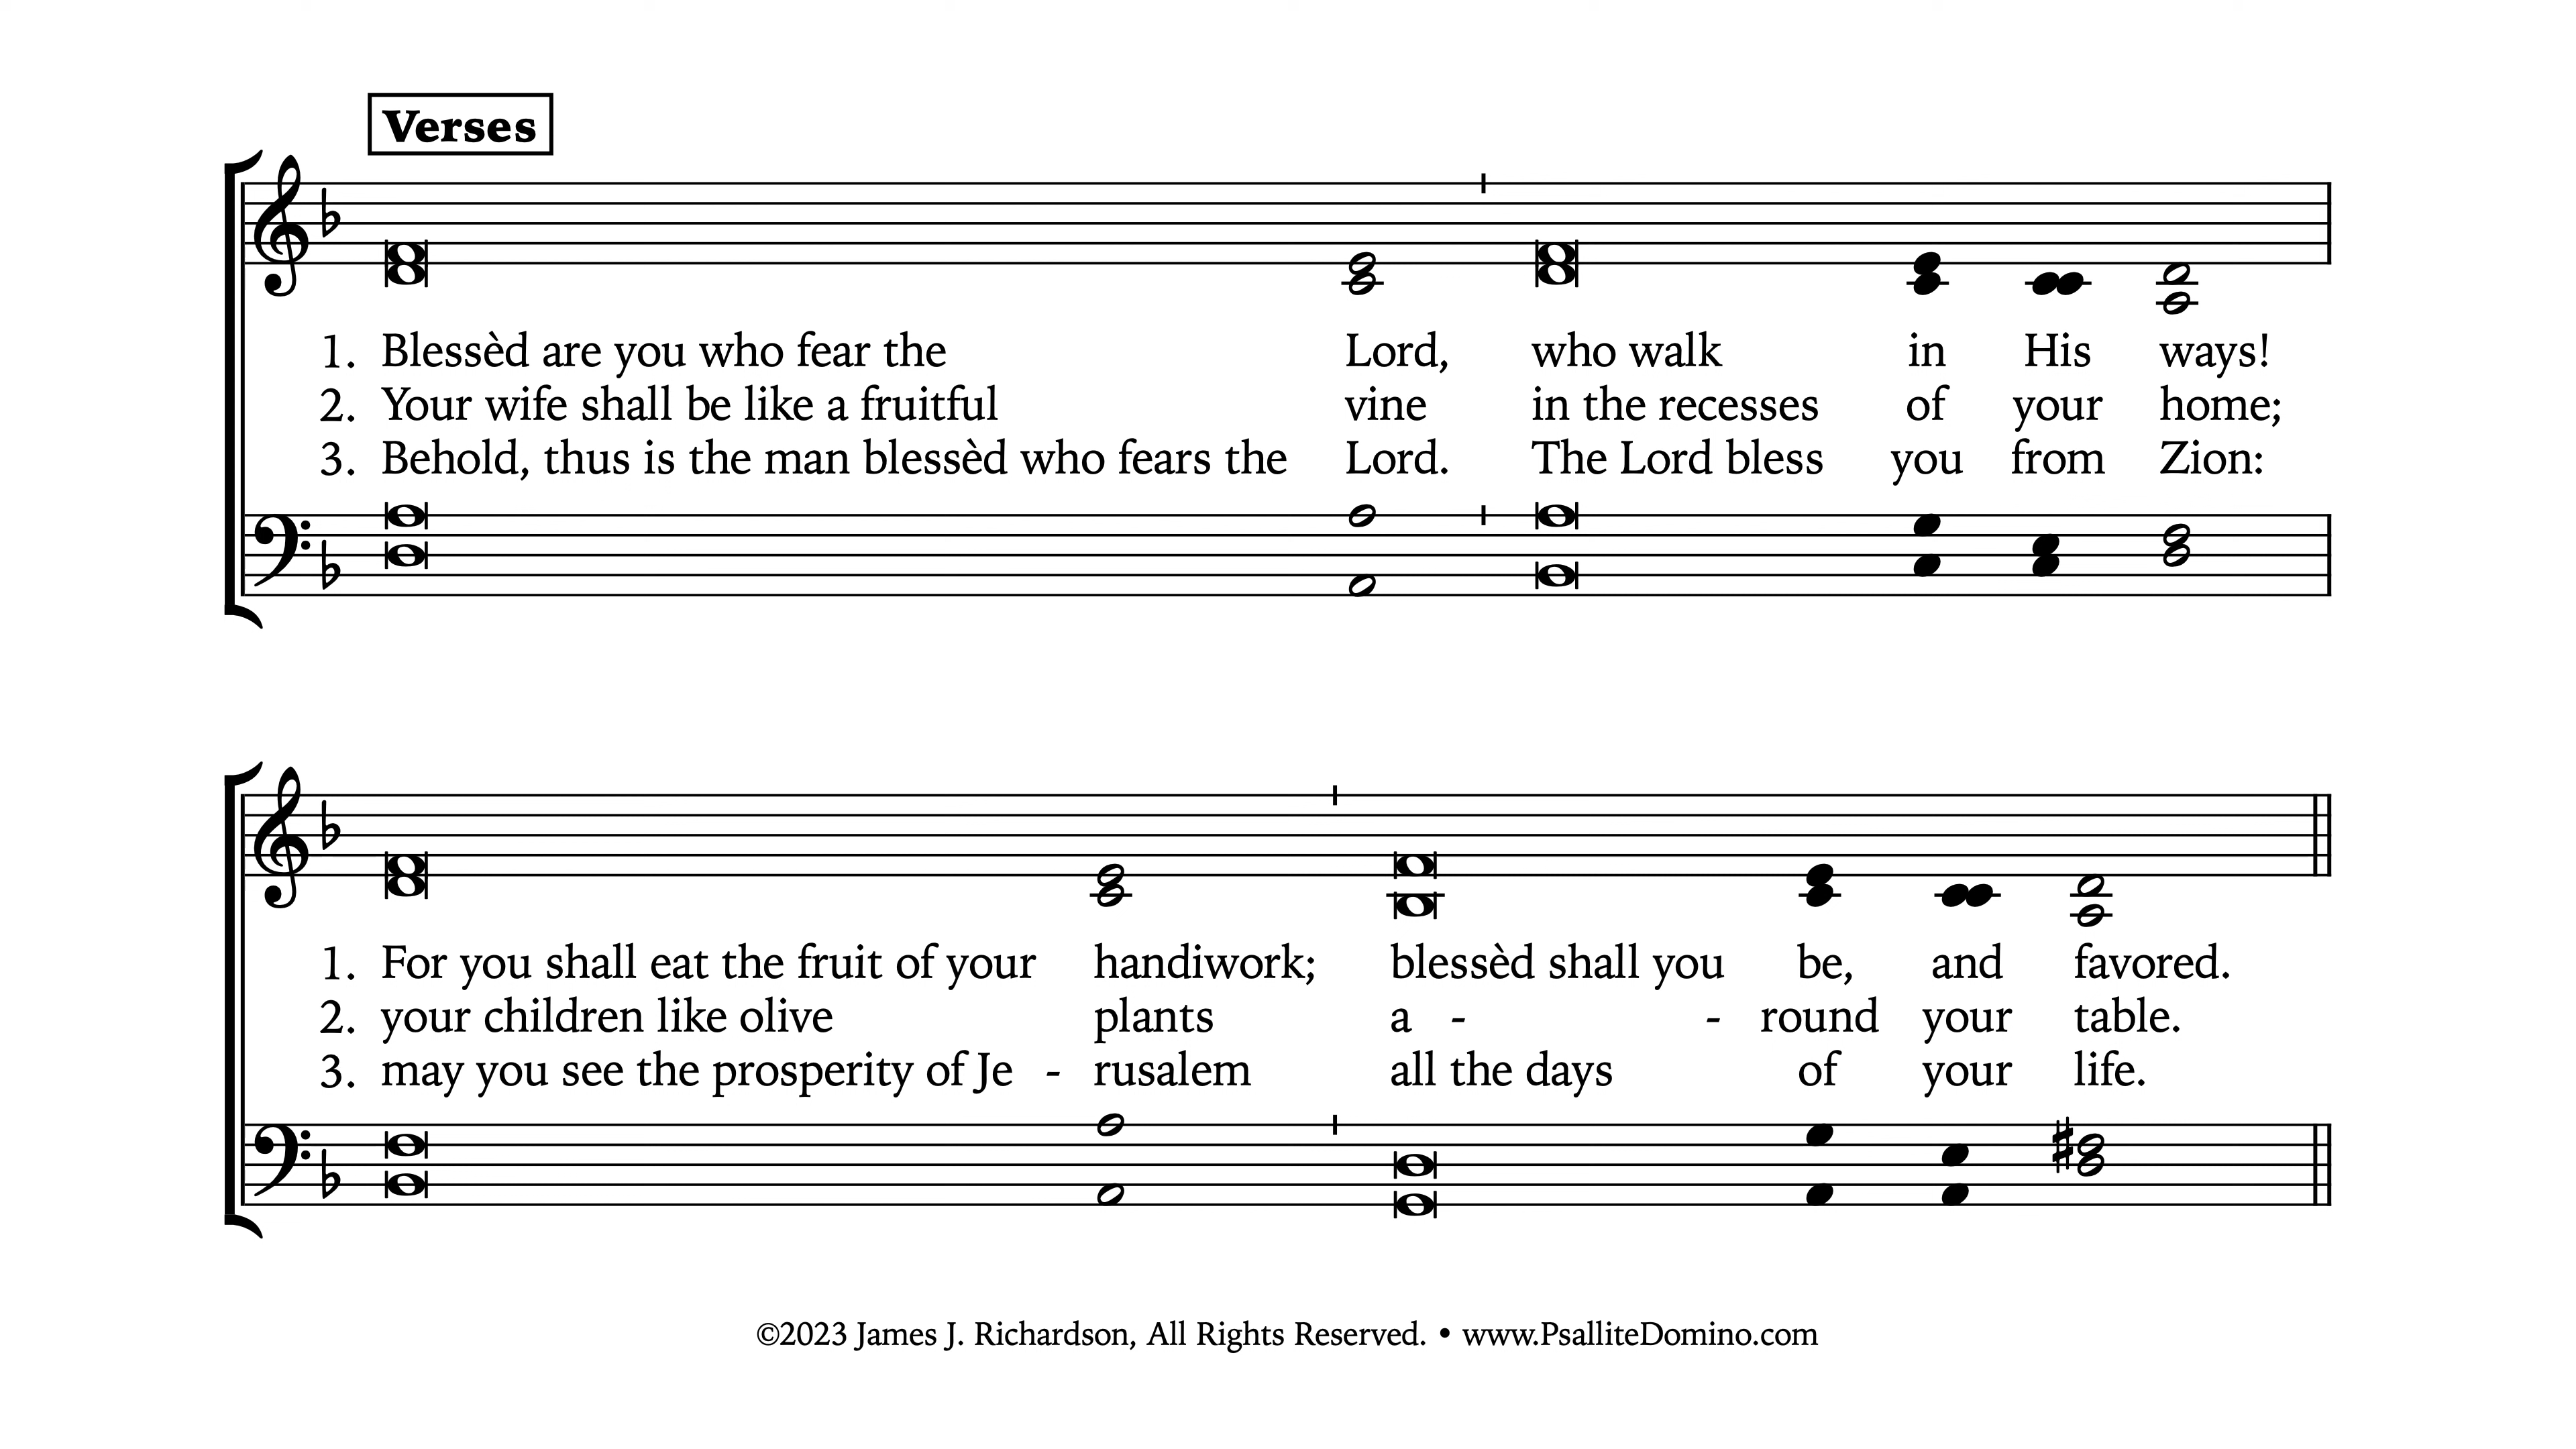 Verses
1. Blessèd are you who fear the Lord, who walk in His ways!
2. Your wife shall be like a fruitful vine in the recesses of your home;
3. Behold, thus is the man blessèd who fears the Lord. The Lord bless you from Zion:
1. For you shall eat the fruit of your handiwork; blessèd shall you be, and favored.
2. your children like olive plants a - - round your table.
3. may you see the prosperity of Je - rusalem all the days of your life.
©2023 James J. Richardson, All Rights Reserved. • www.PsalliteDomino.com